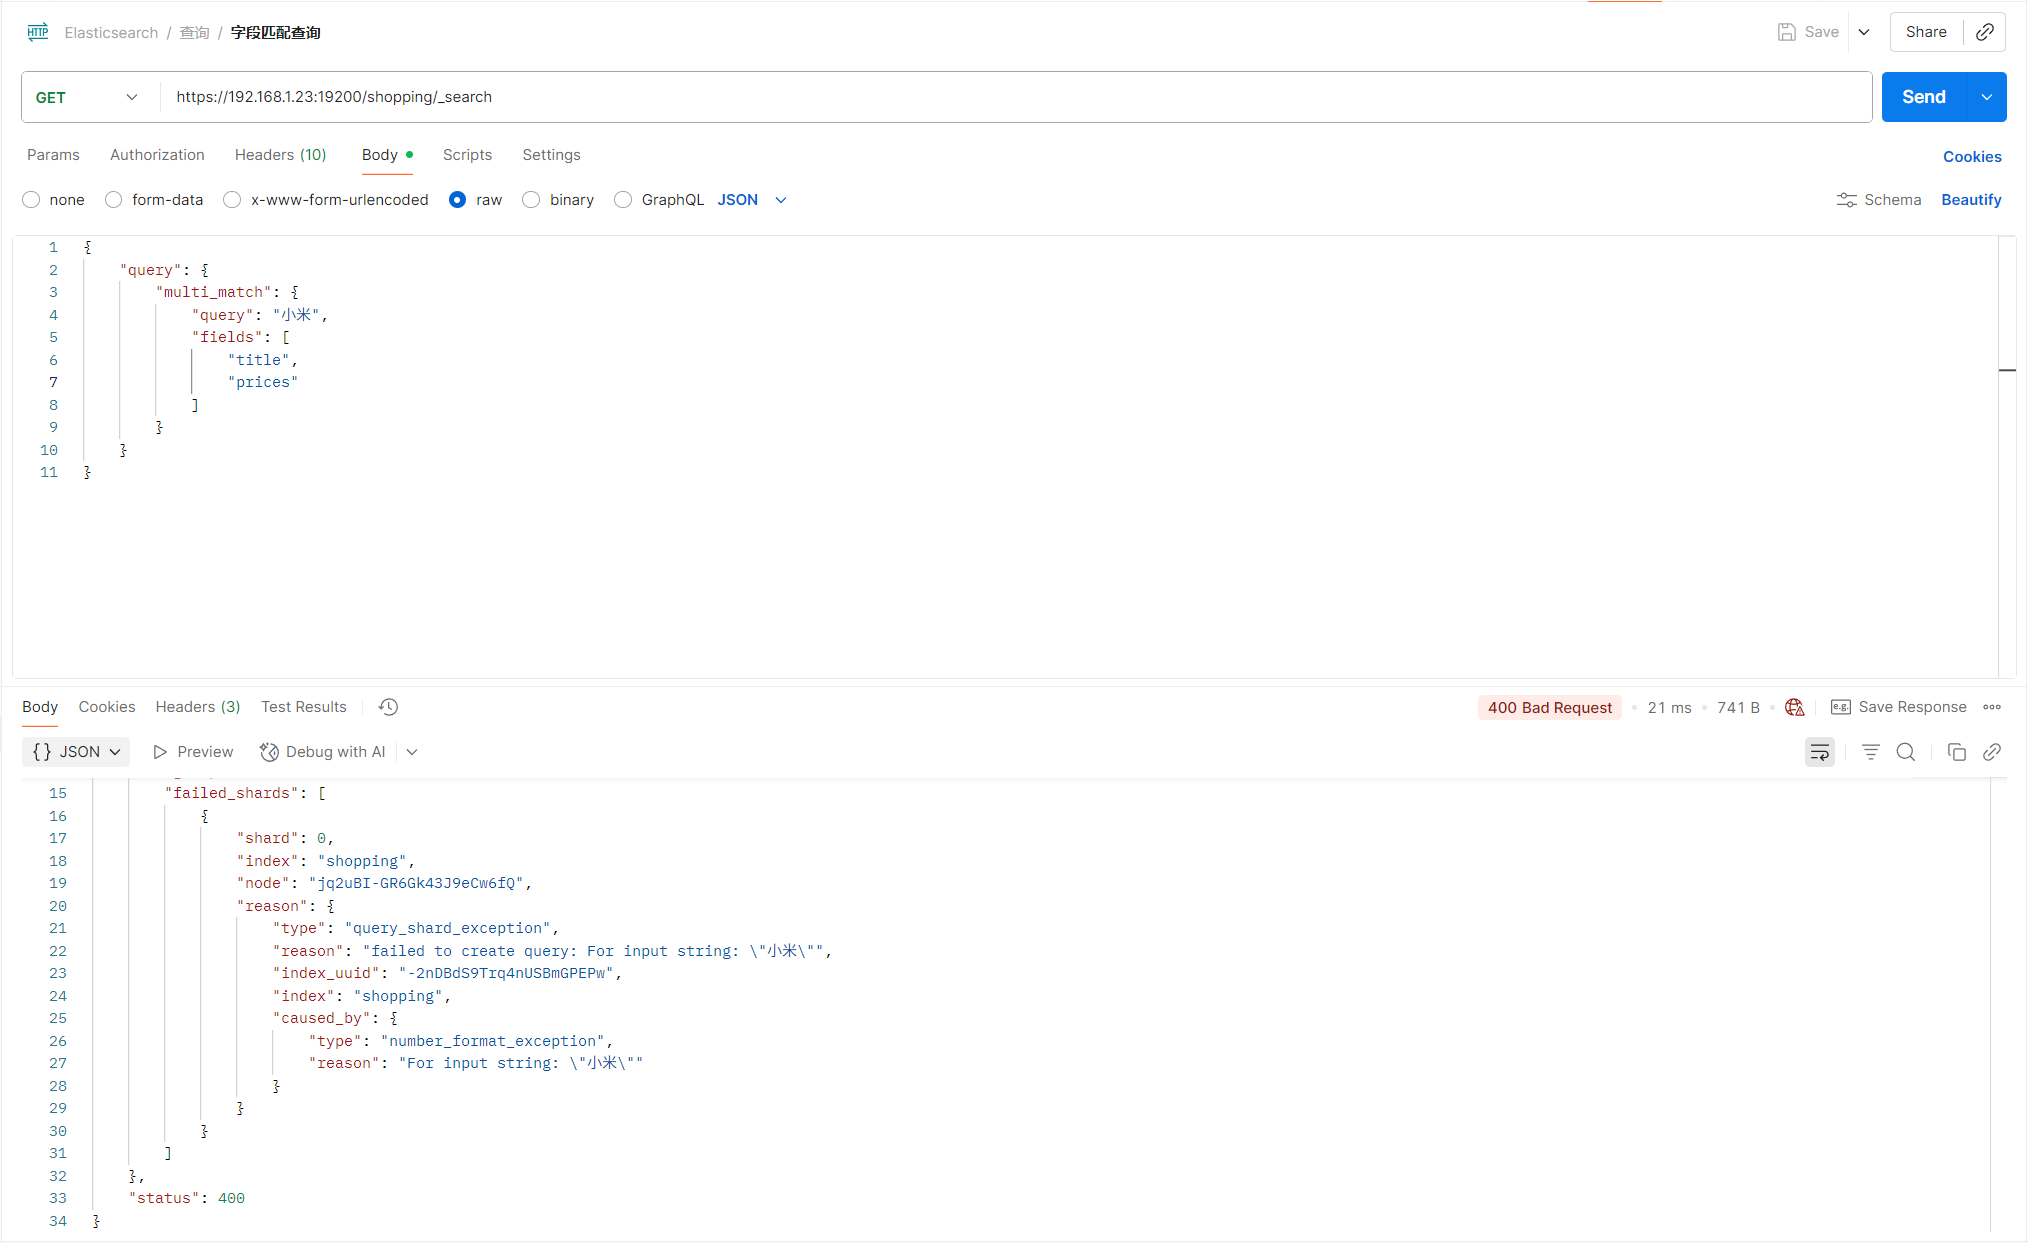 HTTP Elasticsearch / 查询 / 字段匹配查询 Save Share
GET https://192.168.1.23:19200/shopping/_search Send
Params Authorization Headers (10) Body Scripts Settings Cookies
none form-data x-www-form-urlencoded raw binary GraphQL JSON Schema Beautify
1 {
2 "query": {
3 "multi_match": {
4 "query": "小米",
5 "fields": [
6 "title",
7 "prices"
8 ]
9 }
10 }
11 }
Body Cookies Headers (3) Test Results 400 Bad Request 21 ms 741 B e.g. Save Response
{} JSON Preview Debug with AI
15 "failed_shards": [
16 {
17 "shard": 0,
18 "index": "shopping",
19 "node": "jq2uBI-GR6Gk43J9eCw6fQ",
20 "reason": {
21 "type": "query_shard_exception",
22 "reason": "failed to create query: For input string: \"小米\"",
23 "index_uuid": "-2nDBdS9Trq4nUSBmGPEPw",
24 "index": "shopping",
25 "caused_by": {
26 "type": "number_format_exception",
27 "reason": "For input string: \"小米\""
28 }
29 }
30 }
31 ]
32 },
33 "status": 400
34 }